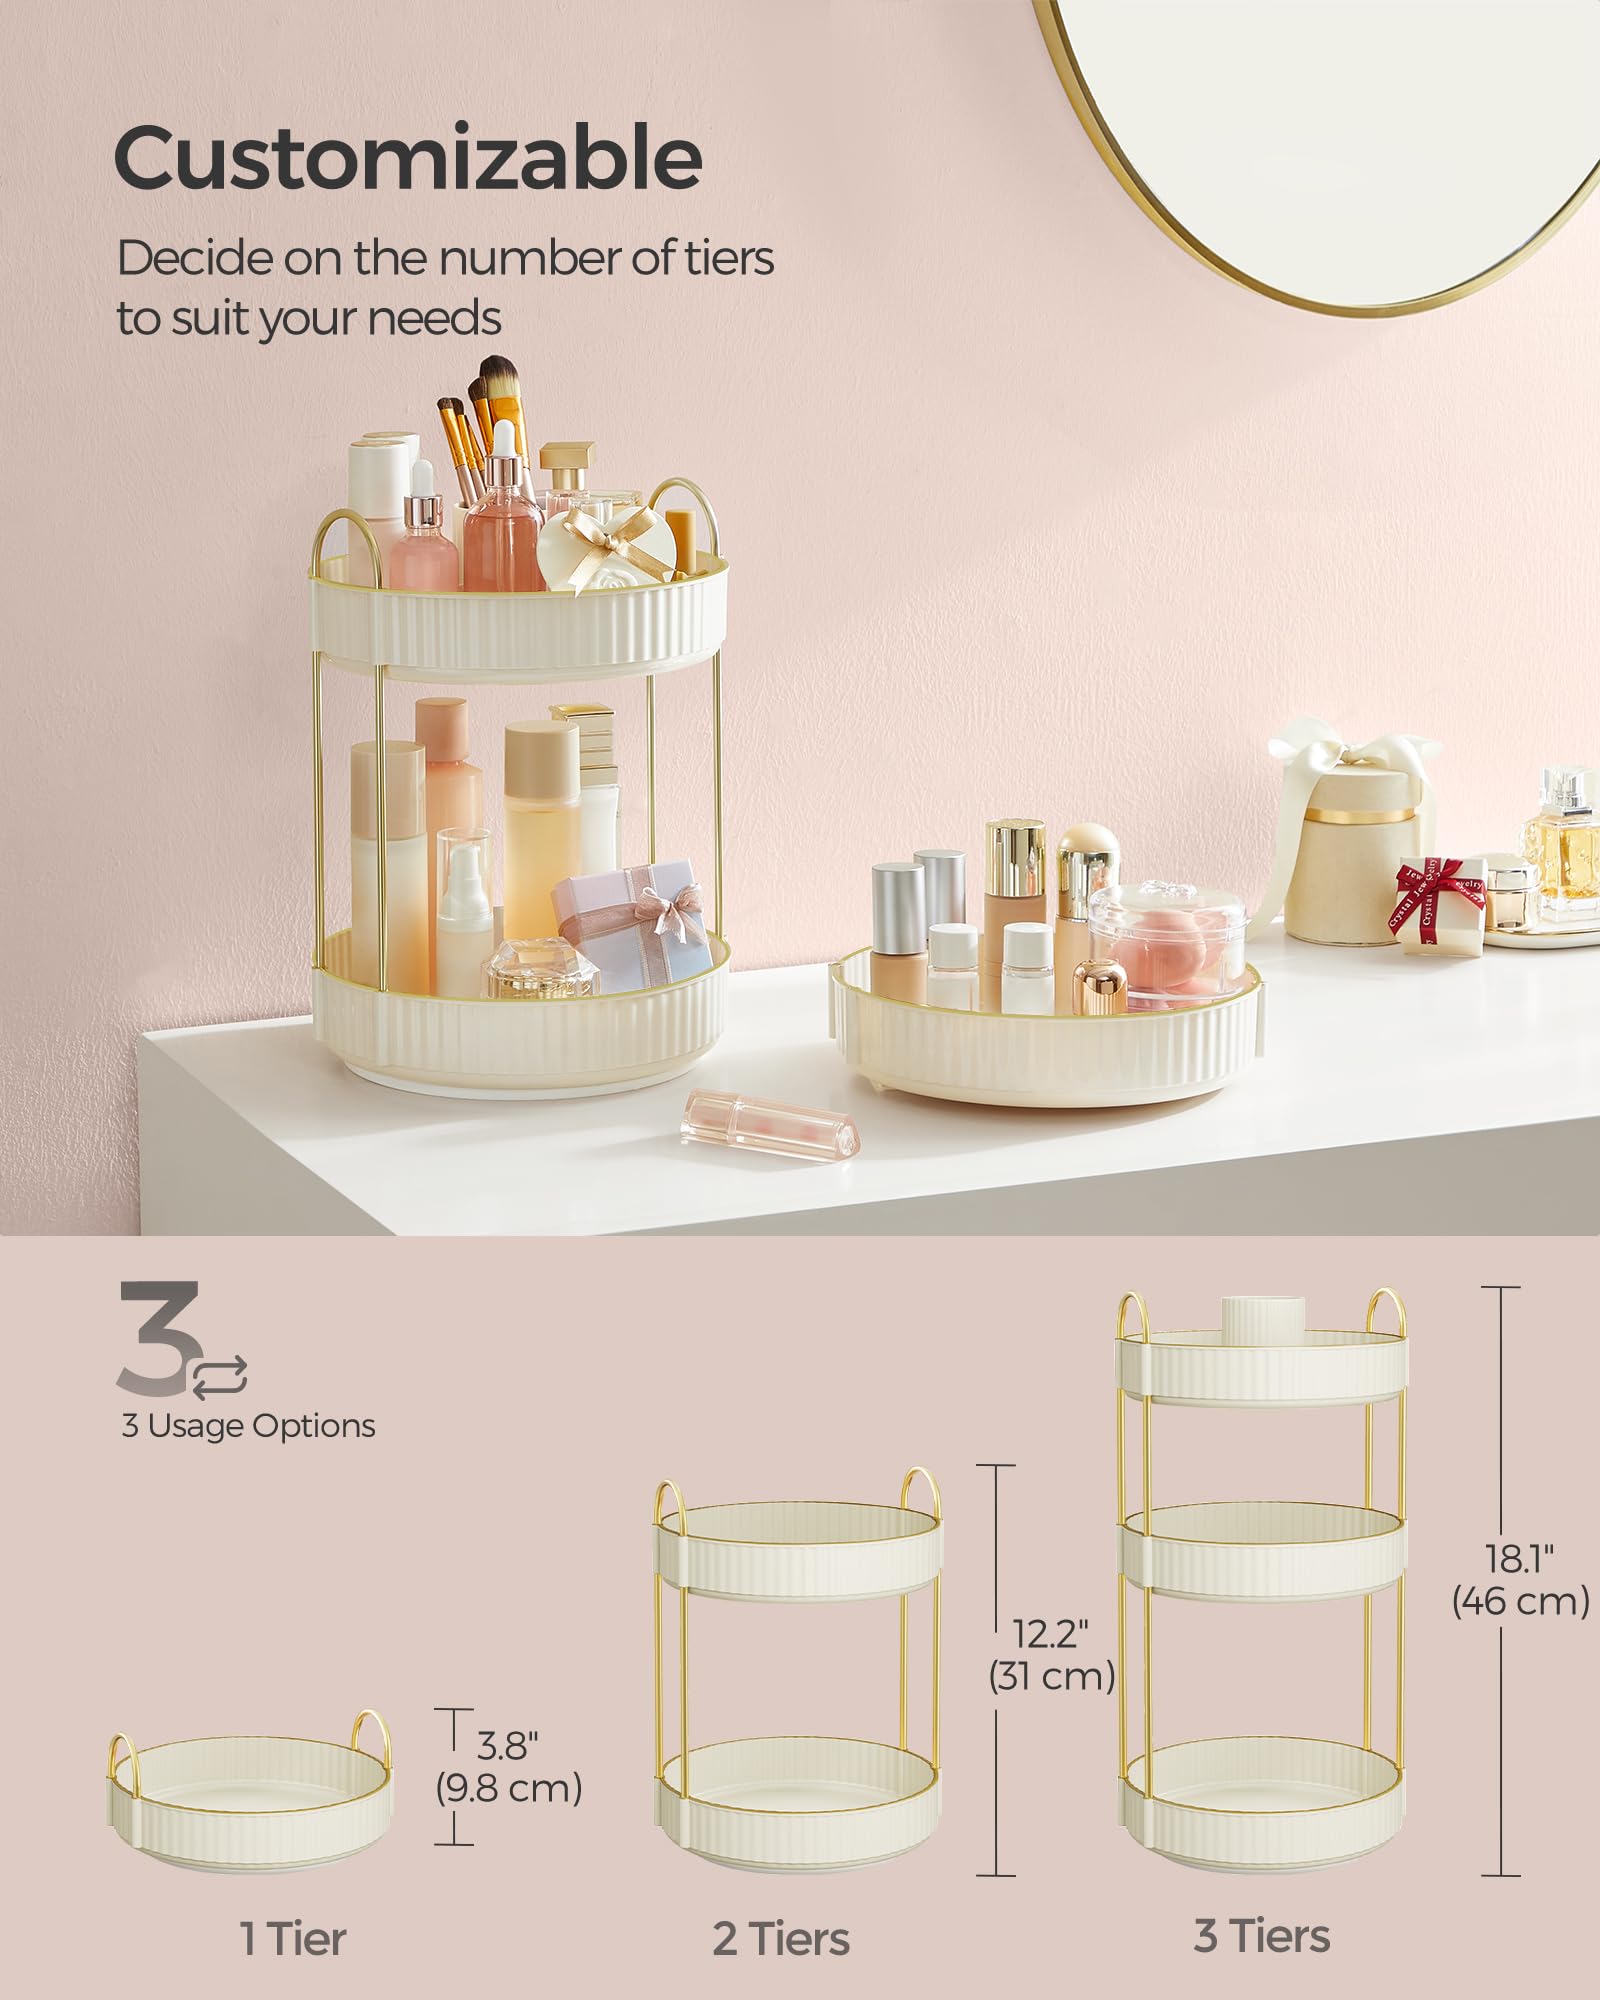 Customizable
Decide on the number of tiers
to suit your needs
Jewelry
Crystal
Crystal
3
3 Usage Options
3.8"
(9.8 cm)
12.2"
(31 cm)
18.1"
(46 cm)
1 Tier
2 Tiers
3 Tiers